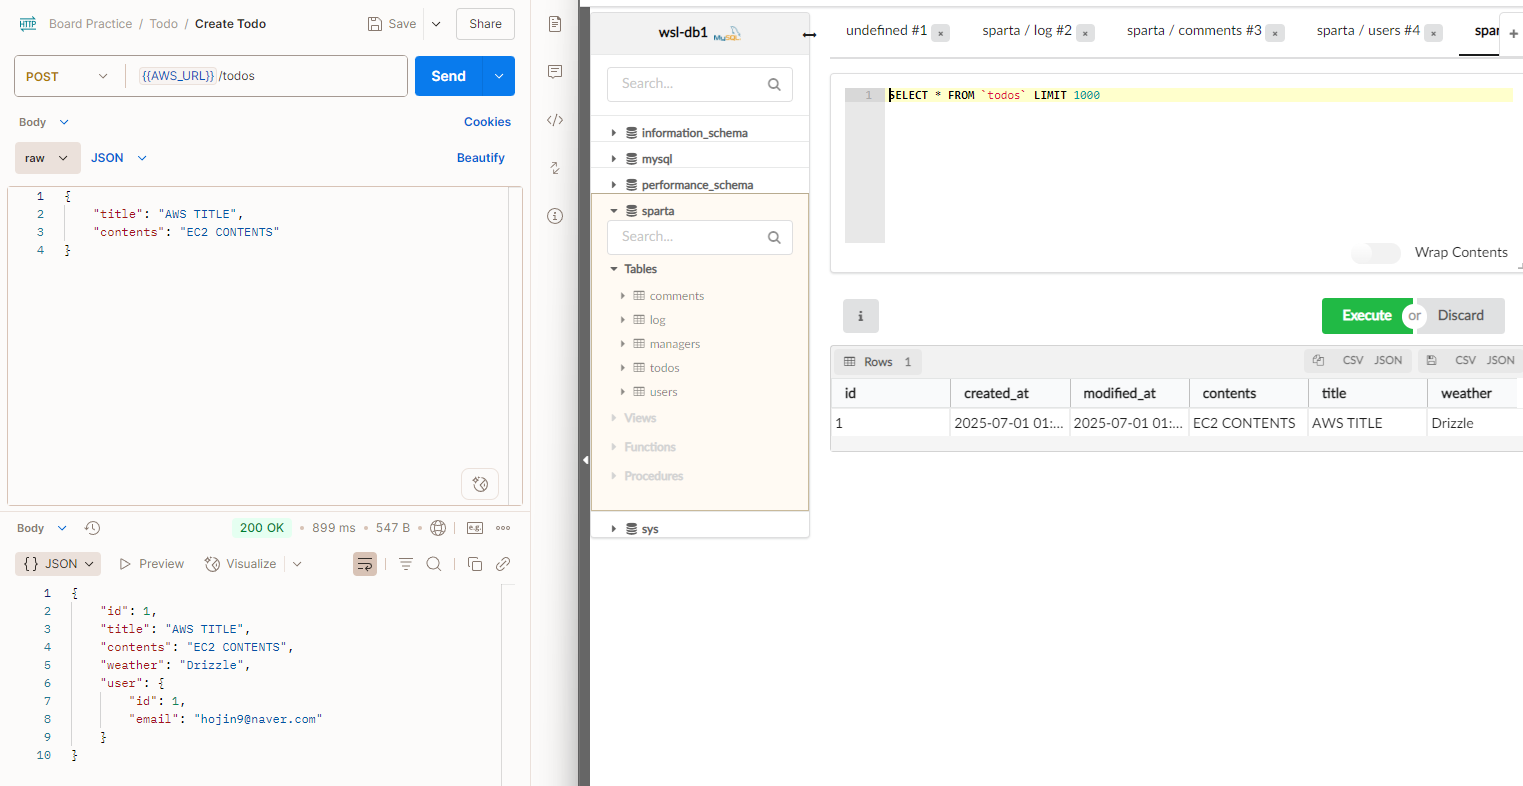 HTTP Board Practice / Todo / Create Todo
Save
Share
POST
{{AWS_URL}} /todos
Send
Body
Cookies
raw
JSON
Beautify
1 {
2 "title": "AWS TITLE",
3 "contents": "EC2 CONTENTS"
4 }
Body
200 OK • 899 ms • 547 B •
e.g.
{} JSON
Preview
Visualize
1 {
2 "id": 1,
3 "title": "AWS TITLE",
4 "contents": "EC2 CONTENTS",
5 "weather": "Drizzle",
6 "user": {
7 "id": 1,
8 "email": "hojin9@naver.com"
9 }
10 }
wsl-db1 MySQL
Search...
information_schema
mysql
performance_schema
sparta
Search...
Tables
comments
log
managers
todos
users
Views
Functions
Procedures
sys
undefined #1 ×
sparta / log #2 ×
sparta / comments #3 ×
sparta / users #4 ×
+
1 SELECT * FROM `todos` LIMIT 1000
Wrap Contents
i
Execute or Discard
Rows 1
CSV JSON
CSV JSON
id created_at modified_at contents title weather
1 2025-07-01 01:... 2025-07-01 01:... EC2 CONTENTS AWS TITLE Drizzle